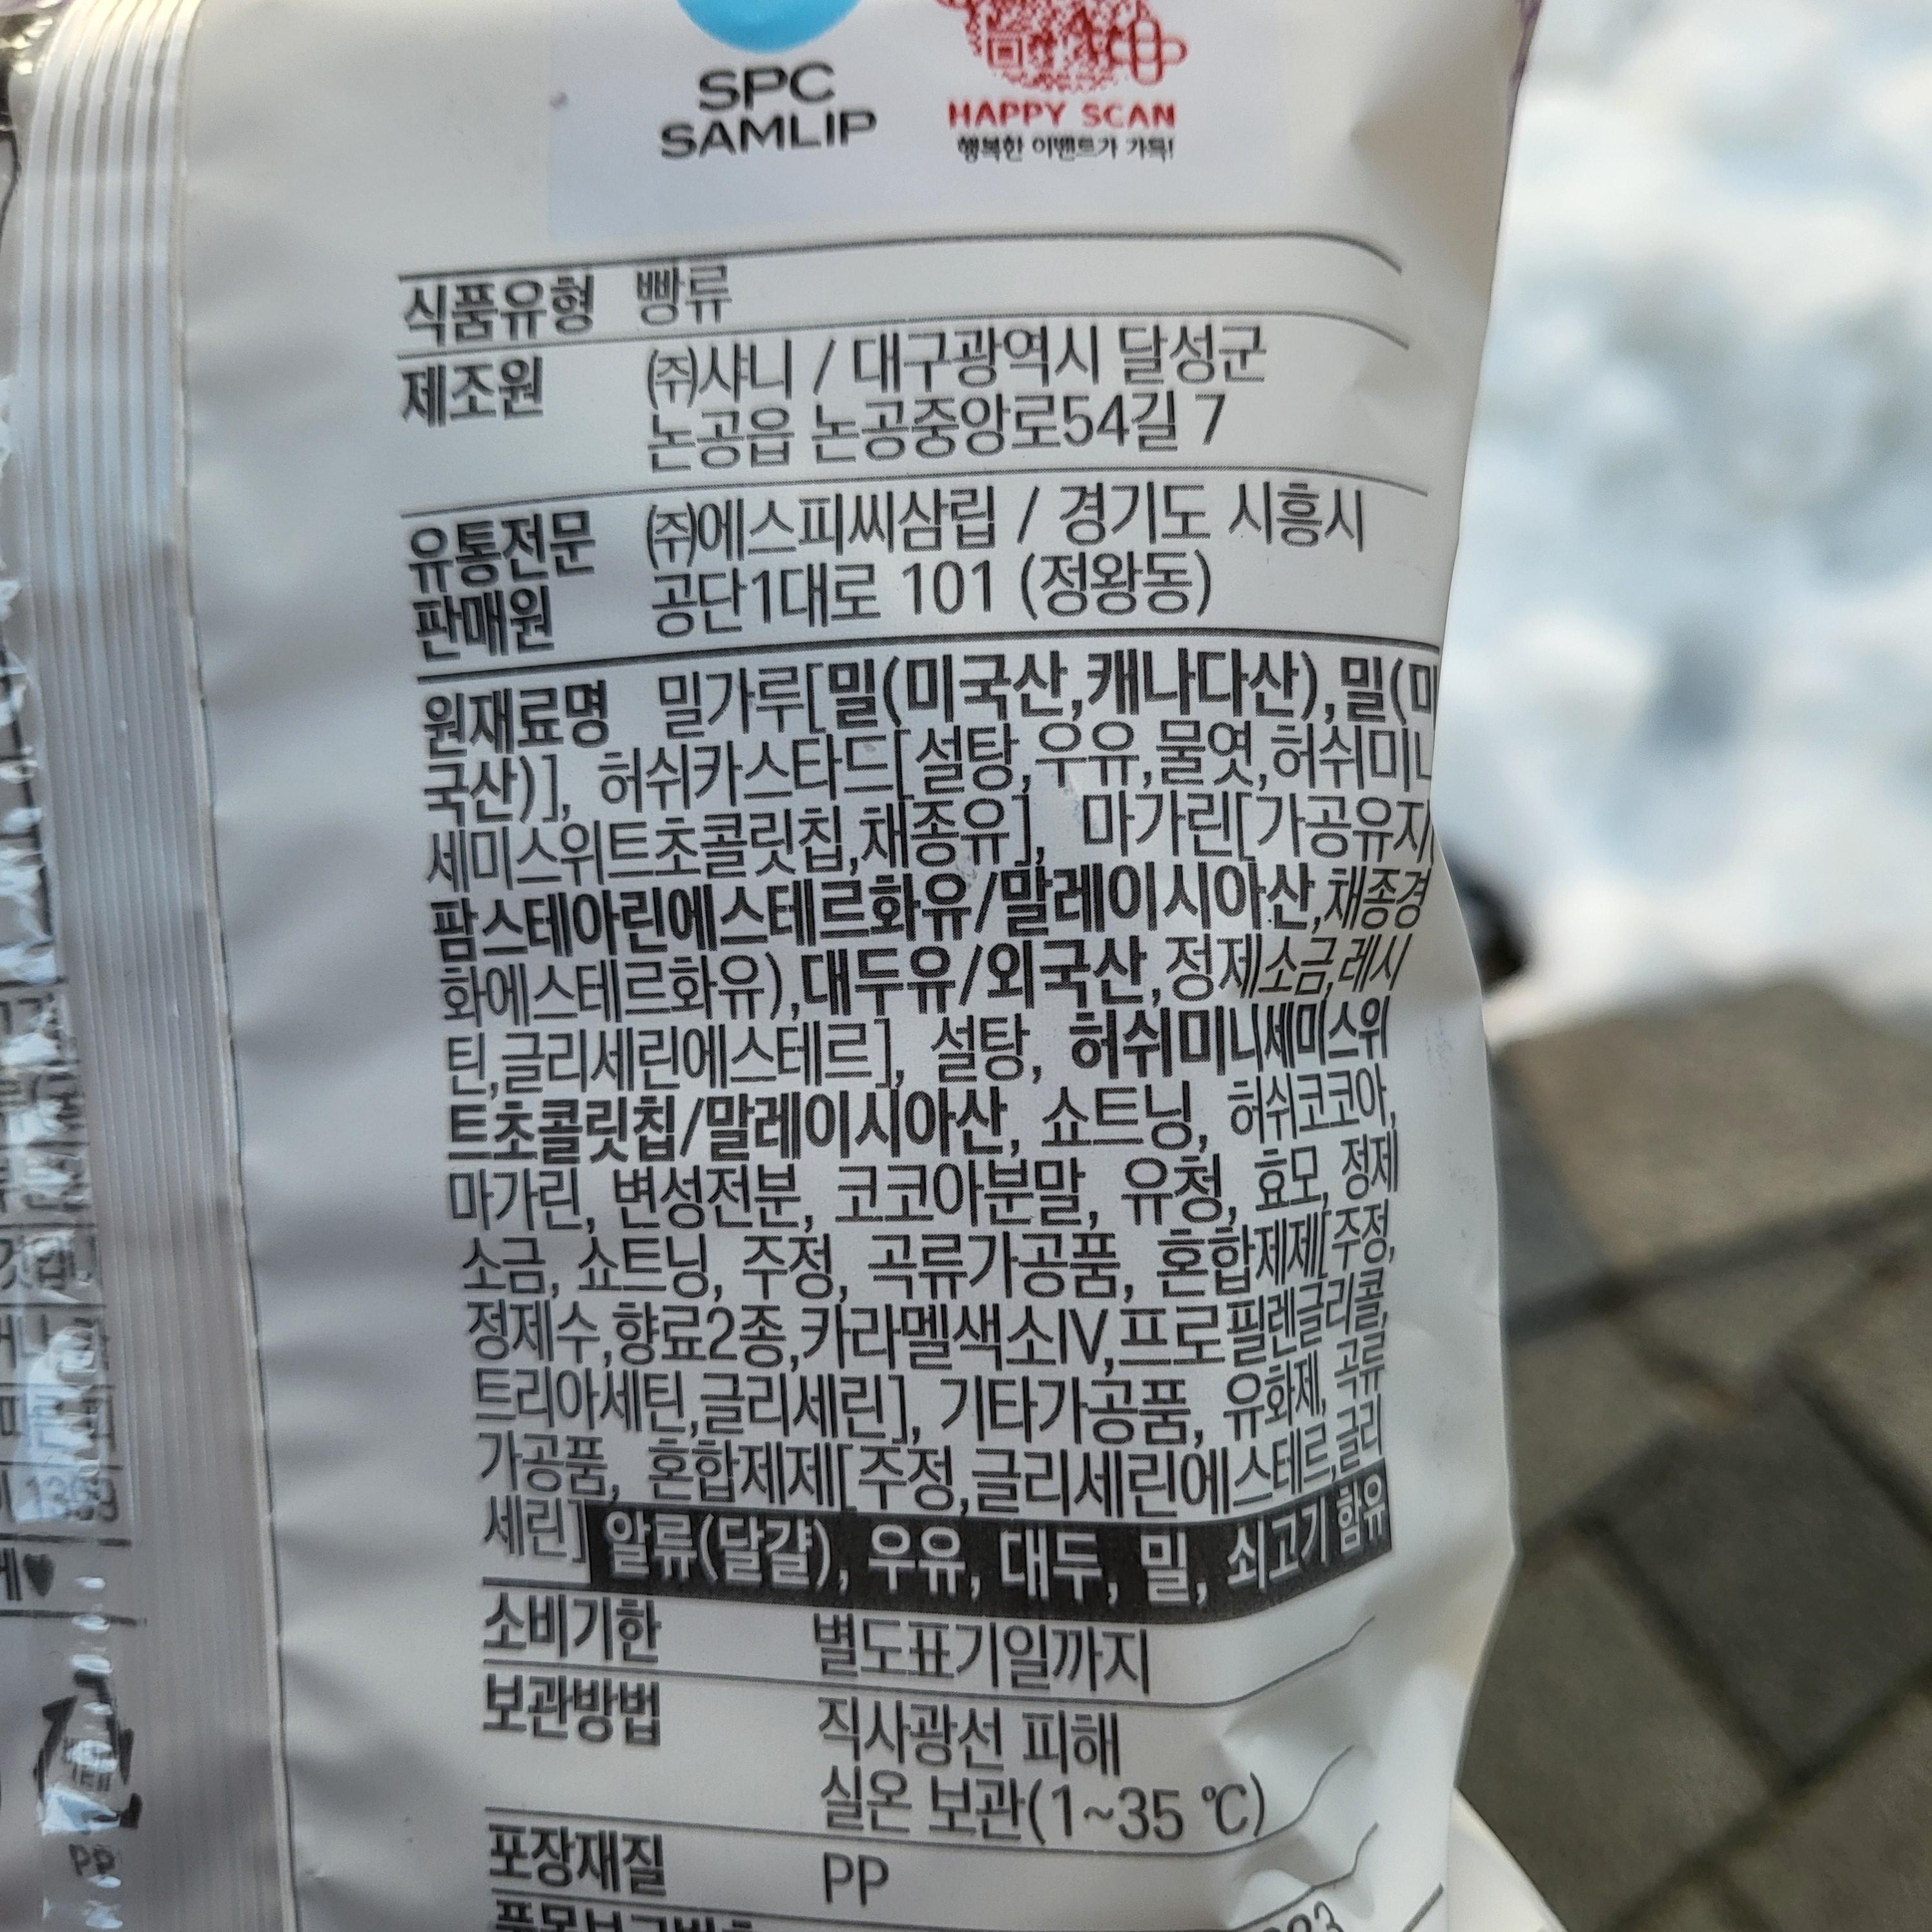 SPC
SAMLIP
HAPPY SCAN
행복한 이벤트가 가득!
식품유형 빵류
제조원 ㈜샤니 / 대구광역시 달성군
논공읍 논공중앙로54길 7
유통전문 ㈜에스피씨삼립 / 경기도 시흥시
판매원 공단1대로 101 (정왕동)
원재료명 밀가루[밀(미국산,캐나다산),밀(미
국산)], 허쉬카스타드[설탕,우유,물엿,허쉬미니
세미스위트초콜릿칩,채종유], 마가린[가공유지(
팜스테아린에스테르화유/말레이시아산,채종경
화에스테르화유),대두유/외국산,정제소금,레시
틴,글리세린에스테르], 설탕, 허쉬미니세미스위
트초콜릿칩/말레이시아산, 쇼트닝, 허쉬코코아,
마가린, 변성전분, 코코아분말, 유청, 효모, 정제
소금, 쇼트닝, 주정, 곡류가공품, 혼합제제[주정,
정제수,향료2종,카라멜색소IV,프로필렌글리콜,
트리아세틴,글리세린], 기타가공품, 유화제, 곡류
가공품, 혼합제제[주정,글리세린에스테르,글리
세린] 알류(달걀), 우유, 대두, 밀, 쇠고기 함유
소비기한 별도표기일까지
보관방법 직사광선 피해
실온 보관(1~35 ℃)
포장재질 PP
PP